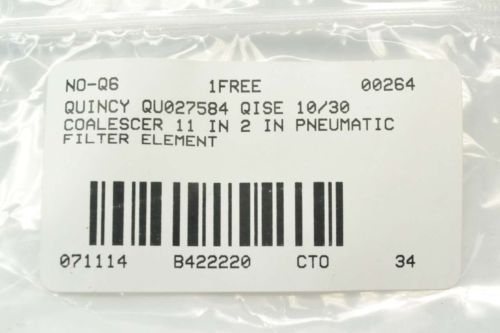 NO-Q6 1FREE 00264
QUINCY QU027584 QISE 10/30
COALESCER 11 IN 2 IN PNEUMATIC
FILTER ELEMENT
071114 B422220 CTO 34